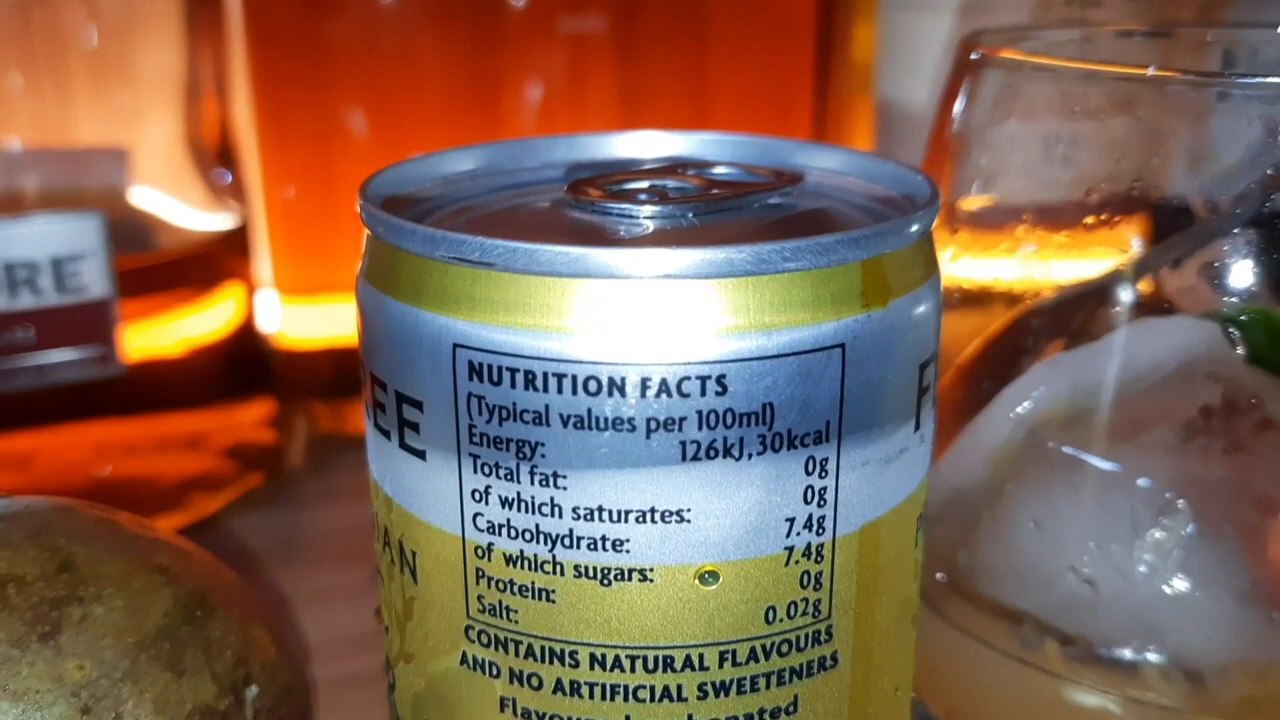 RE
EE
IAN
NUTRITION FACTS
(Typical values per 100ml)
Energy: 126kJ,30kcal
Total fat: 0g
of which saturates: 0g
Carbohydrate: 7.4g
of which sugars: 7.4g
Protein: 0g
Salt: 0.02g
CONTAINS NATURAL FLAVOURS
AND NO ARTIFICIAL SWEETENERS
F